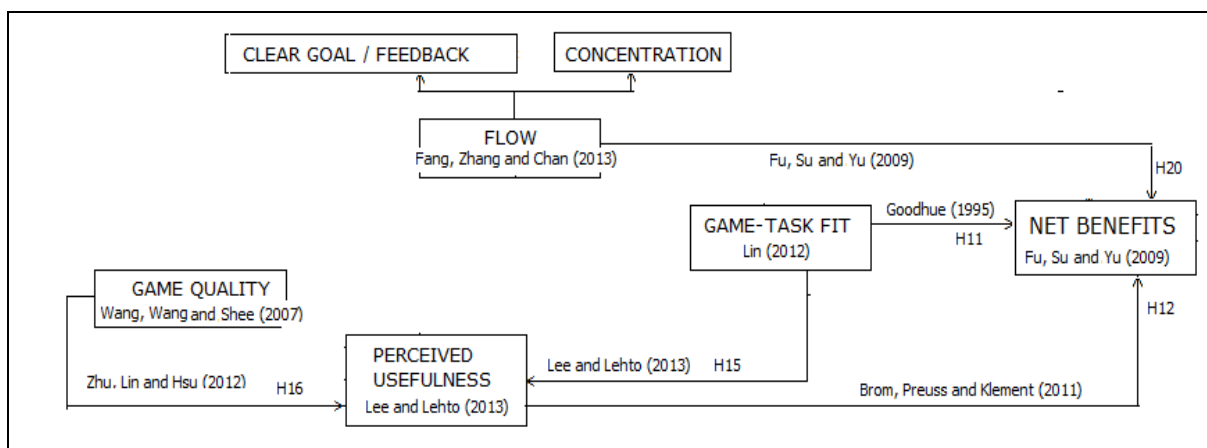 CLEAR GOAL / FEEDBACK
CONCENTRATION
FLOW
Fang, Zhang and Chan (2013)
Fu, Su and Yu (2009)
H20
GAME-TASK FIT
Lin (2012)
Goodhue (1995)
H11
NET BENEFITS
Fu, Su and Yu (2009)
GAME QUALITY
Wang, Wang and Shee (2007)
H12
PERCEIVED
USEFULNESS
Lee and Lehto (2013)
Lee and Lehto (2013)
H15
Zhu, Lin and Hsu (2012)
H16
Brom, Preuss and Klement (2011)